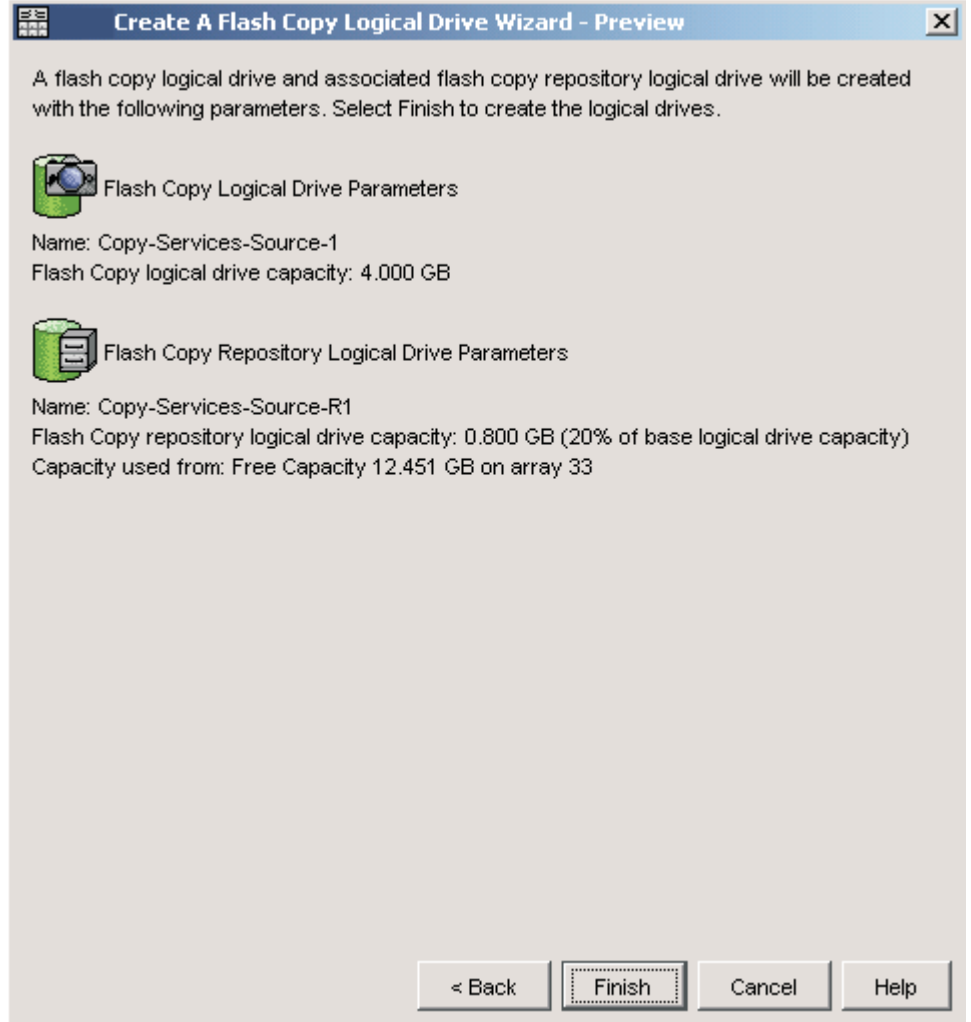 Create A Flash Copy Logical Drive Wizard - Preview
A flash copy logical drive and associated flash copy repository logical drive will be created
with the following parameters. Select Finish to create the logical drives.
Flash Copy Logical Drive Parameters
Name: Copy-Services-Source-1
Flash Copy logical drive capacity: 4.000 GB
Flash Copy Repository Logical Drive Parameters
Name: Copy-Services-Source-R1
Flash Copy repository logical drive capacity: 0.800 GB (20% of base logical drive capacity)
Capacity used from: Free Capacity 12.451 GB on array 33
< Back Finish Cancel Help